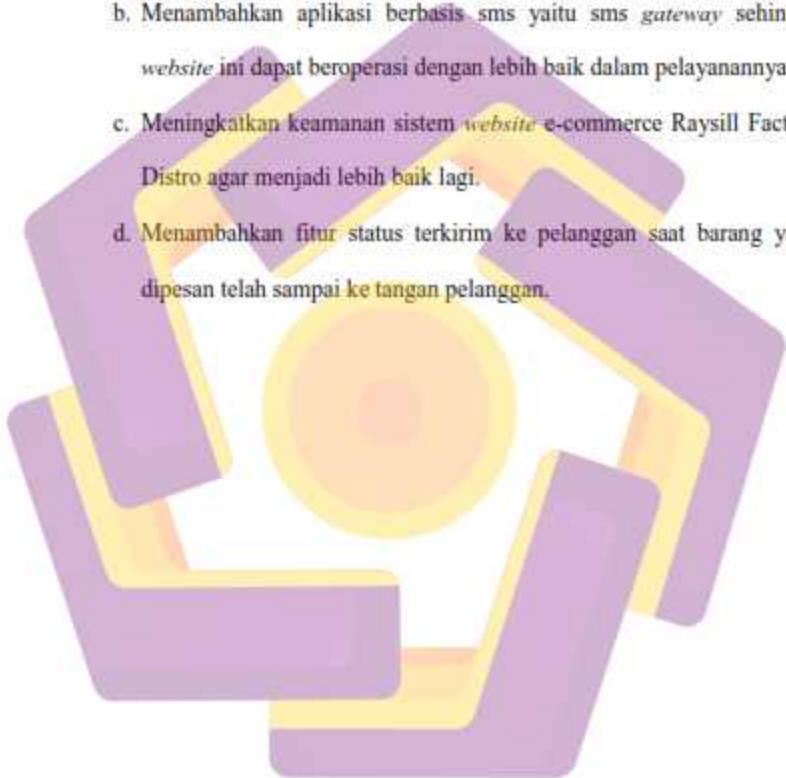 b. Menambahkan aplikasi berbasis sms yaitu sms gateway sehin
website ini dapat beroperasi dengan lebih baik dalam pelayanannya
c. Meningkatkan keamanan sistem website e-commerce Raysill Fact
Distro agar menjadi lebih baik lagi.
d. Menambahkan fitur status terkirim ke pelanggan saat barang y
dipesan telah sampai ke tangan pelanggan.